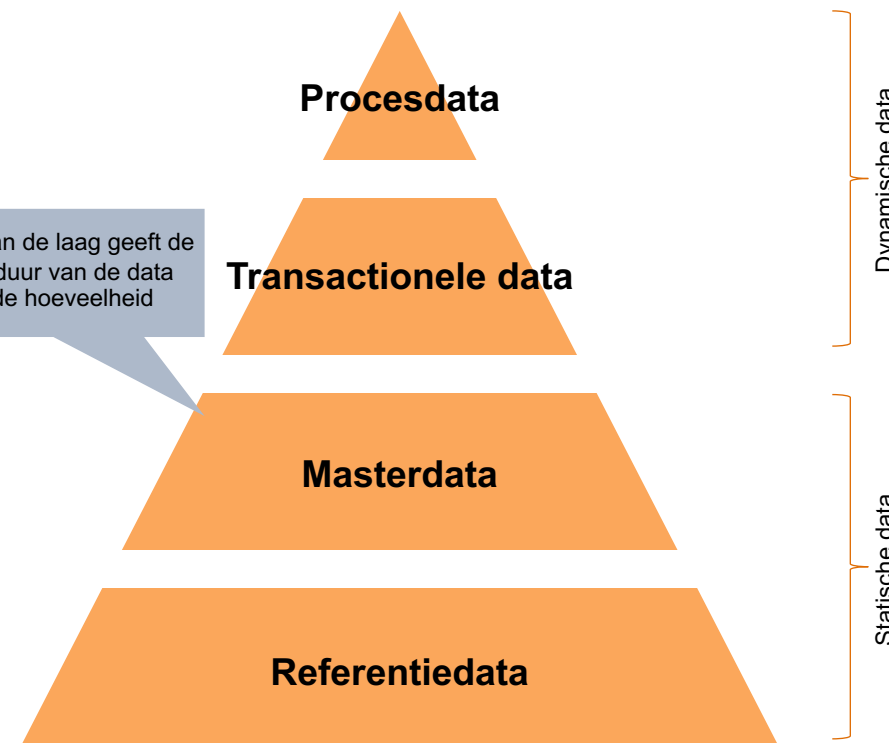 Procesdata
Dynamische data
de laag geeft de
duur van de data
de hoeveelheid
Transactionele data
Masterdata
Statische data
Referentiedata